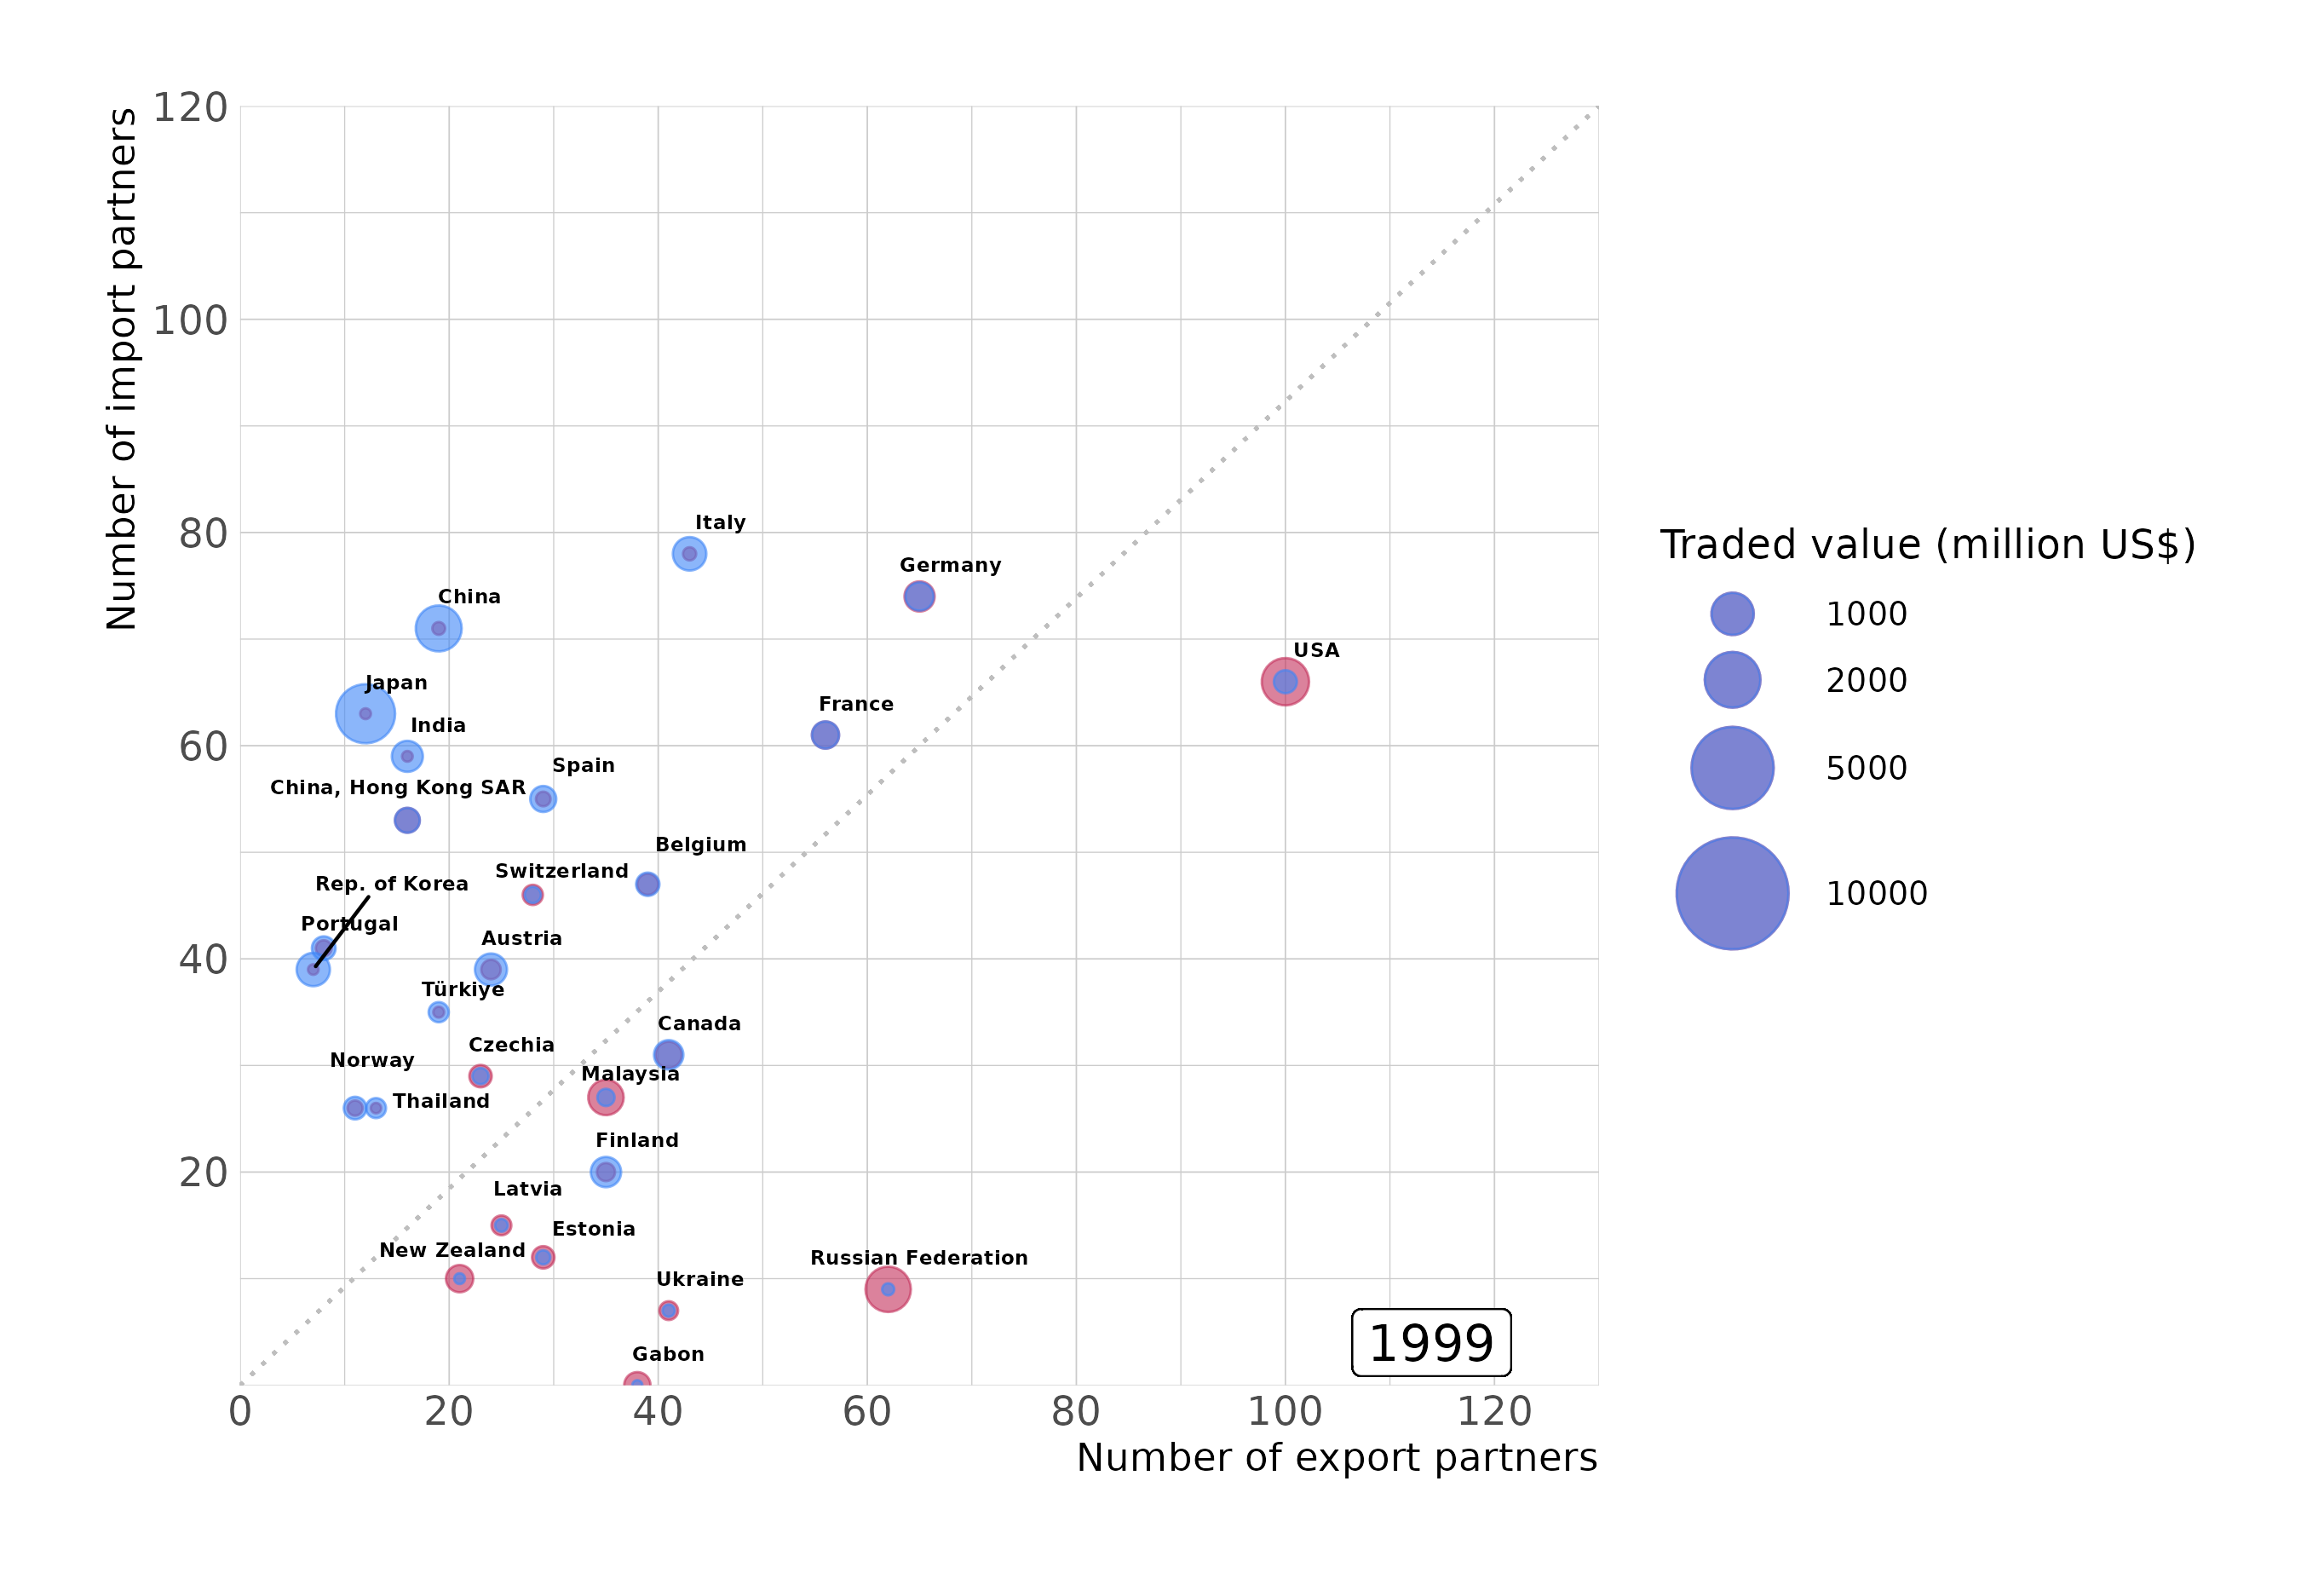 Number of import partners
120
100
80
60
40
20
Italy
Germany
China
USA
Japan
France
India
Spain
China, Hong Kong SAR
Belgium
Switzerland
Rep. of Korea
Portugal
Austria
Türkiye
Canada
Czechia
Norway
Malaysia
Thailand
Finland
Latvia
Estonia
New Zealand
Russian Federation
Ukraine
Gabon
1999
0 20 40 60 80 100 120
Number of export partners
Traded value (million US$)
1000
2000
5000
10000